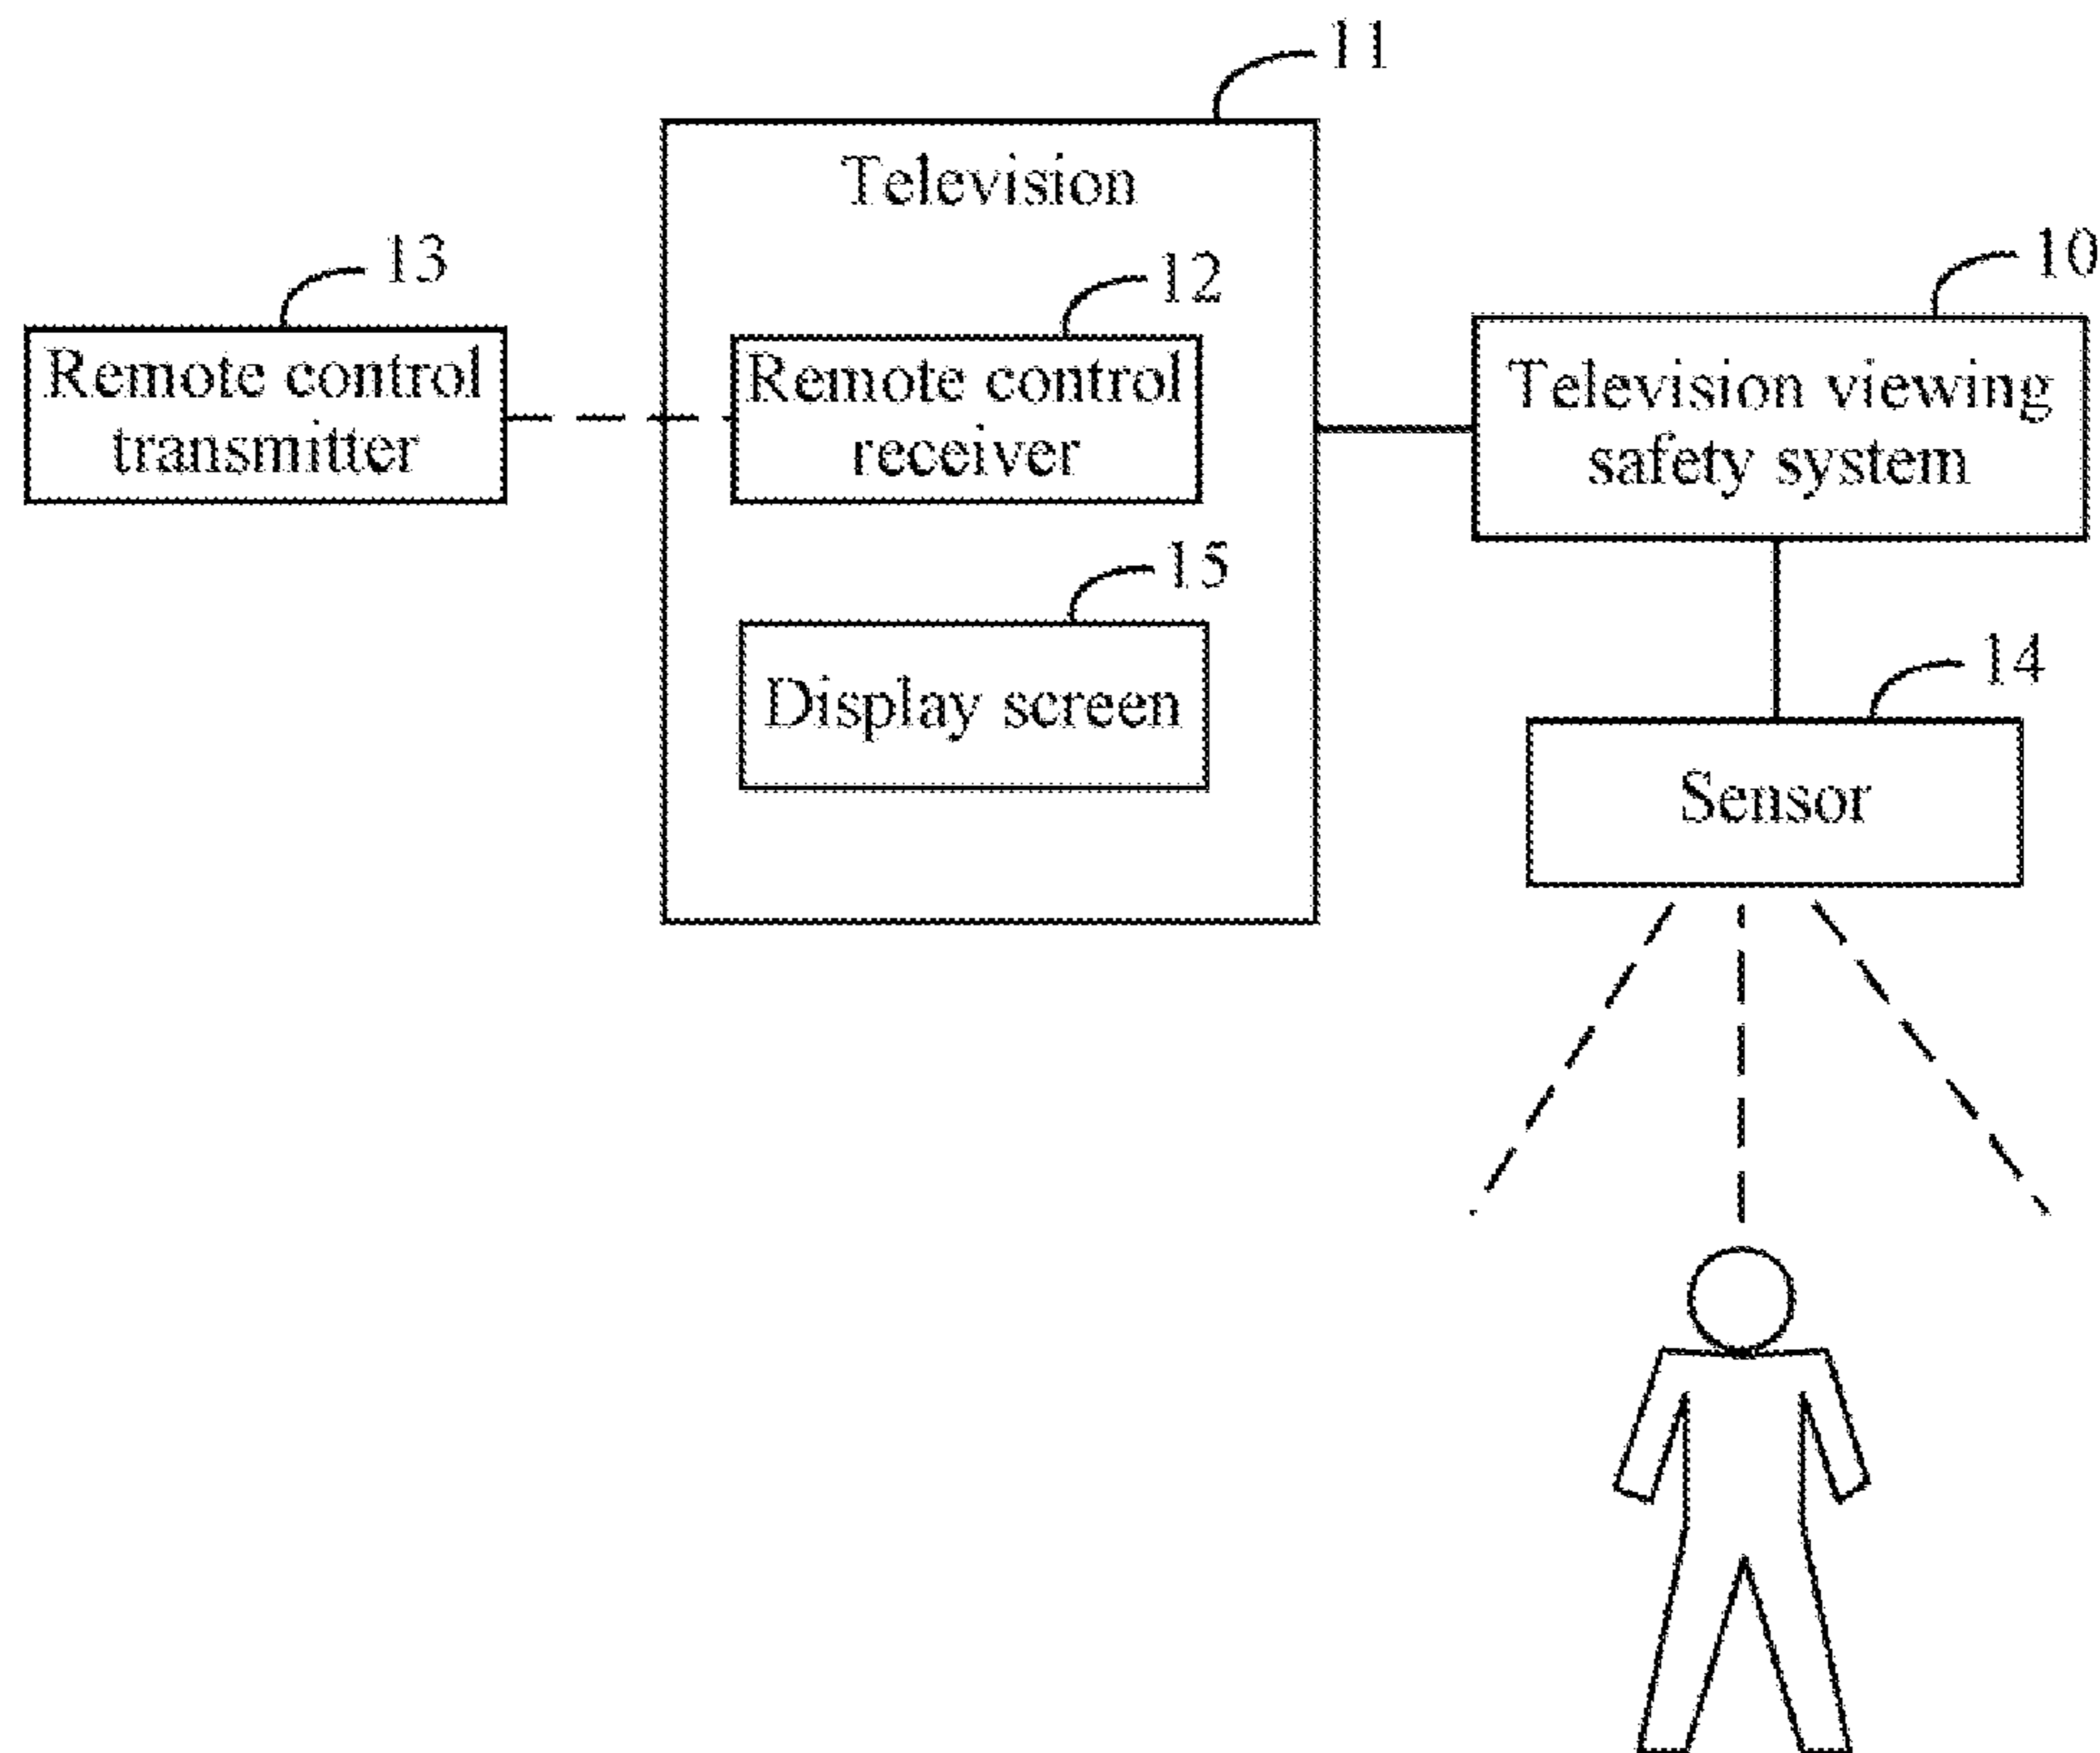 11
Television
13
12
10
Remote control
transmitter
Remote control
receiver
Television viewing
safety system
15
Display screen
14
Sensor